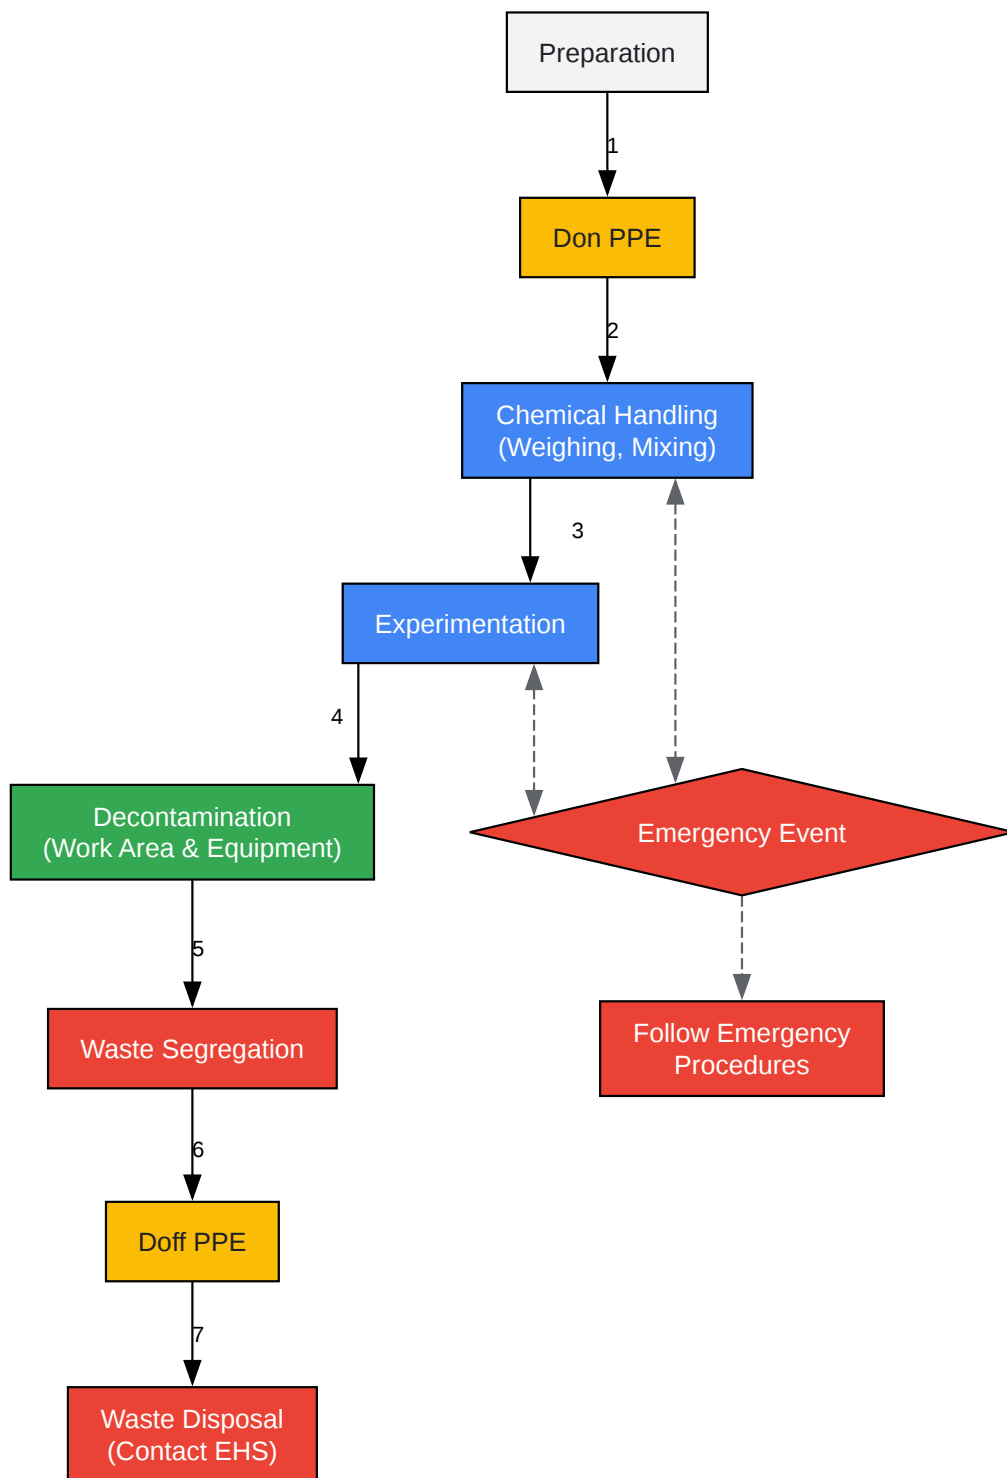 Preparation
1
Don PPE
2
Chemical Handling
(Weighing, Mixing)
3
Experimentation
4
Decontamination
(Work Area & Equipment)
Emergency Event
5
Waste Segregation
Follow Emergency
Procedures
6
Doff PPE
7
Waste Disposal
(Contact EHS)